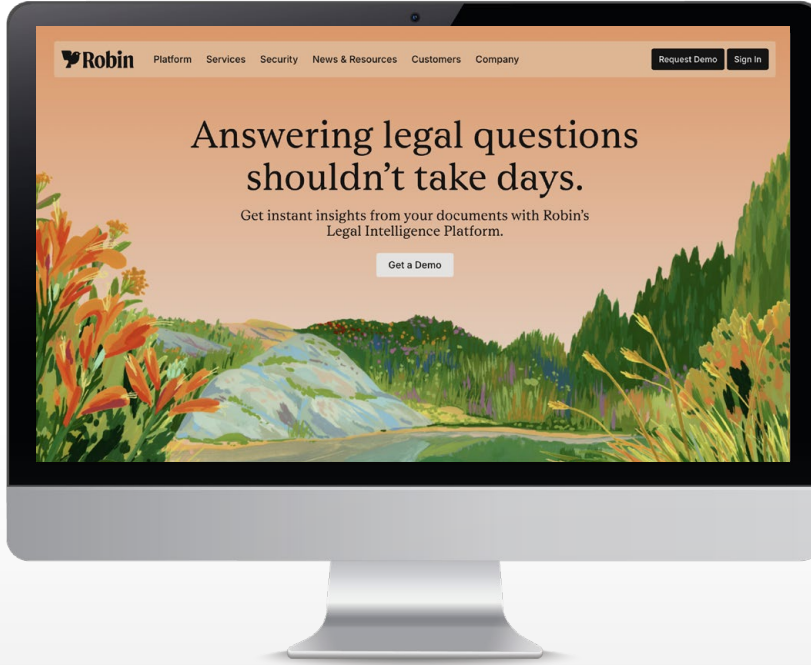 Robin
Platform Services Security News & Resources Customers Company
Request Demo Sign In
Answering legal questions
shouldn’t take days.
Get instant insights from your documents with Robin’s
Legal Intelligence Platform.
Get a Demo